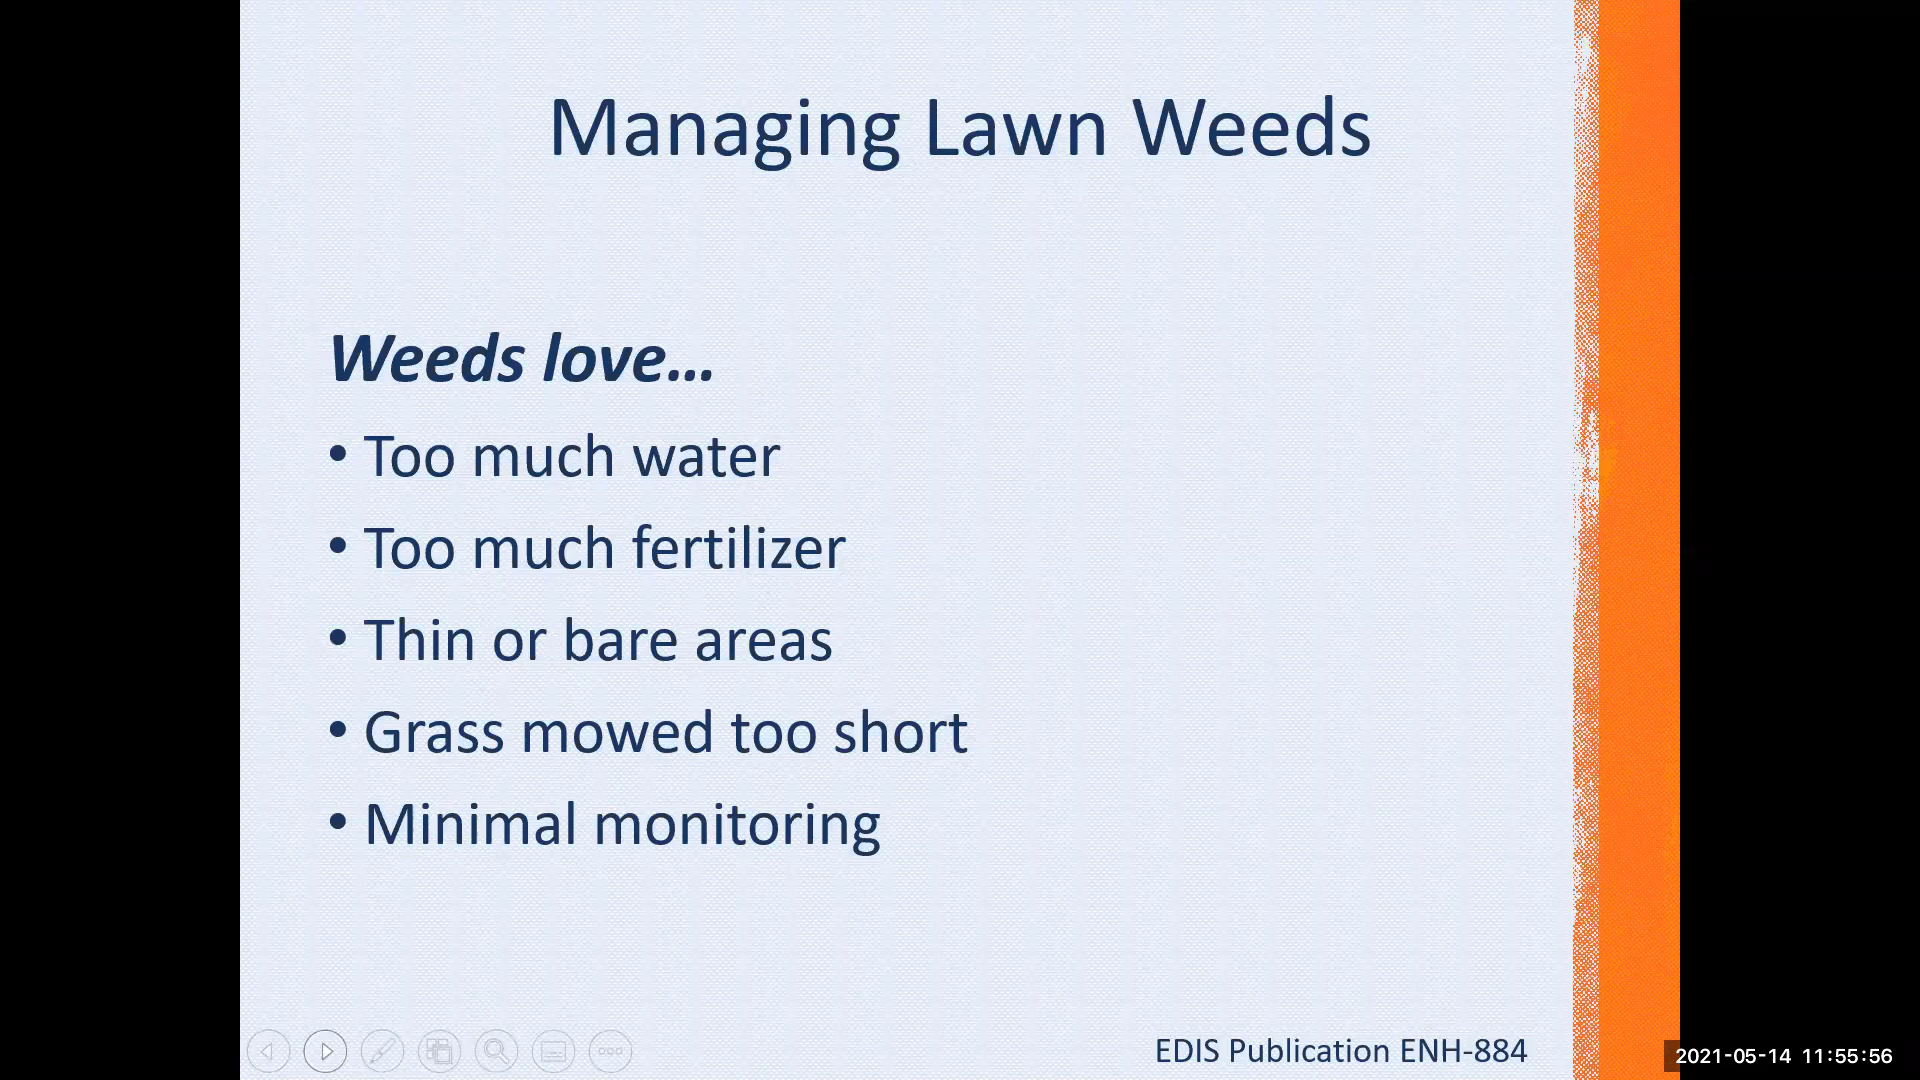 Managing Lawn Weeds
Weeds love...
• Too much water
• Too much fertilizer
• Thin or bare areas
• Grass mowed too short
• Minimal monitoring
EDIS Publication ENH-884
2021-05-14 11:55:56